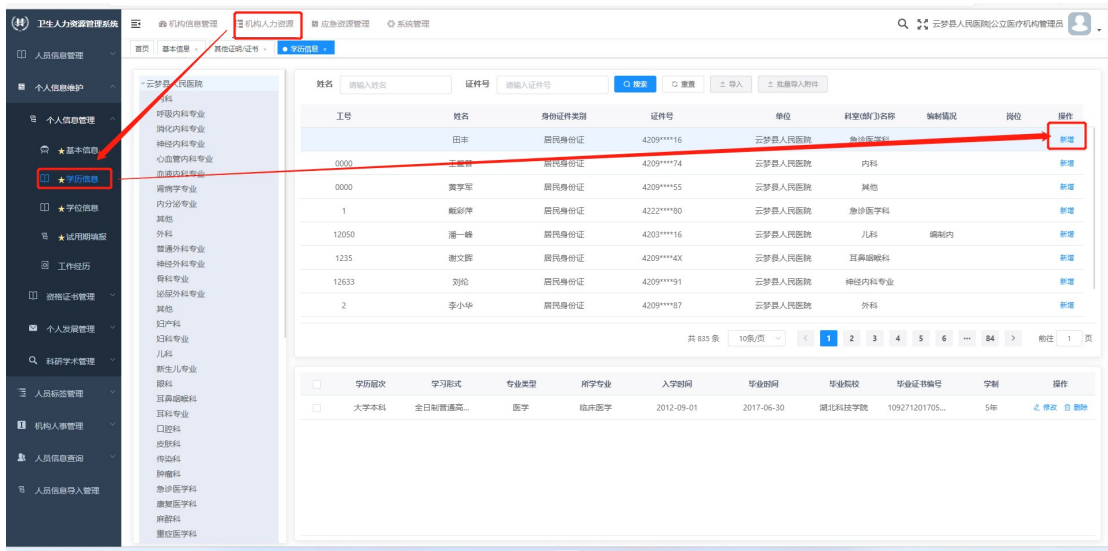 卫生人力资源管理系统
机构信息管理 机构人力资源 应急资源管理 系统管理
云梦县人民医院|公立医疗机构管理员
首页 基本信息 其他证明/证书 学历信息
人员信息管理
个人信息维护
个人信息管理
★基本信息
★学历信息
★学位信息
★试用期填报
工作经历
资格证书管理
个人发展管理
科研学术管理
人员标签管理
机构人事管理
人员信息查询
人员信息导入管理
云梦县人民医院
内科
呼吸内科专业
消化内科专业
神经内科专业
心血管内科专业
血液内科专业
肾病学专业
内分泌专业
其他
外科
普通外科专业
神经外科专业
骨科专业
泌尿外科专业
其他
妇产科
妇科专业
儿科
新生儿专业
眼科
耳鼻咽喉科
耳科专业
口腔科
皮肤科
传染科
肿瘤科
急诊医学科
康复医学科
麻醉科
重症医学科
姓名 请输入姓名 证件号 请输入证件号 搜索 重置 导入 批量导入附件
工号 姓名 身份证件类别 证件号 单位 科室(部门)名称 编制情况 岗位 操作
田丰 居民身份证 4209****16 云梦县人民医院 急诊医学科 新增
0000 居民身份证 4209****74 云梦县人民医院 内科 新增
0000 黄学军 居民身份证 4209****55 云梦县人民医院 其他 新增
1 戴彩萍 居民身份证 4222****80 云梦县人民医院 急诊医学科 新增
12050 潘一峰 居民身份证 4203****16 云梦县人民医院 儿科 编制内 新增
1235 谢文辉 居民身份证 4209****4X 云梦县人民医院 耳鼻咽喉科 新增
12633 刘伦 居民身份证 4209****91 云梦县人民医院 神经内科专业 新增
2 李小华 居民身份证 4209****87 云梦县人民医院 外科 新增
共 835 条 10条/页 < 1 2 3 4 5 6 ··· 84 > 前往 1 页
学历层次 学习形式 专业类型 所学专业 入学时间 毕业时间 毕业院校 毕业证书编号 学制 操作
大学本科 全日制普通高... 医学 临床医学 2012-09-01 2017-06-30 湖北科技学院 109271201705... 5年 修改 删除